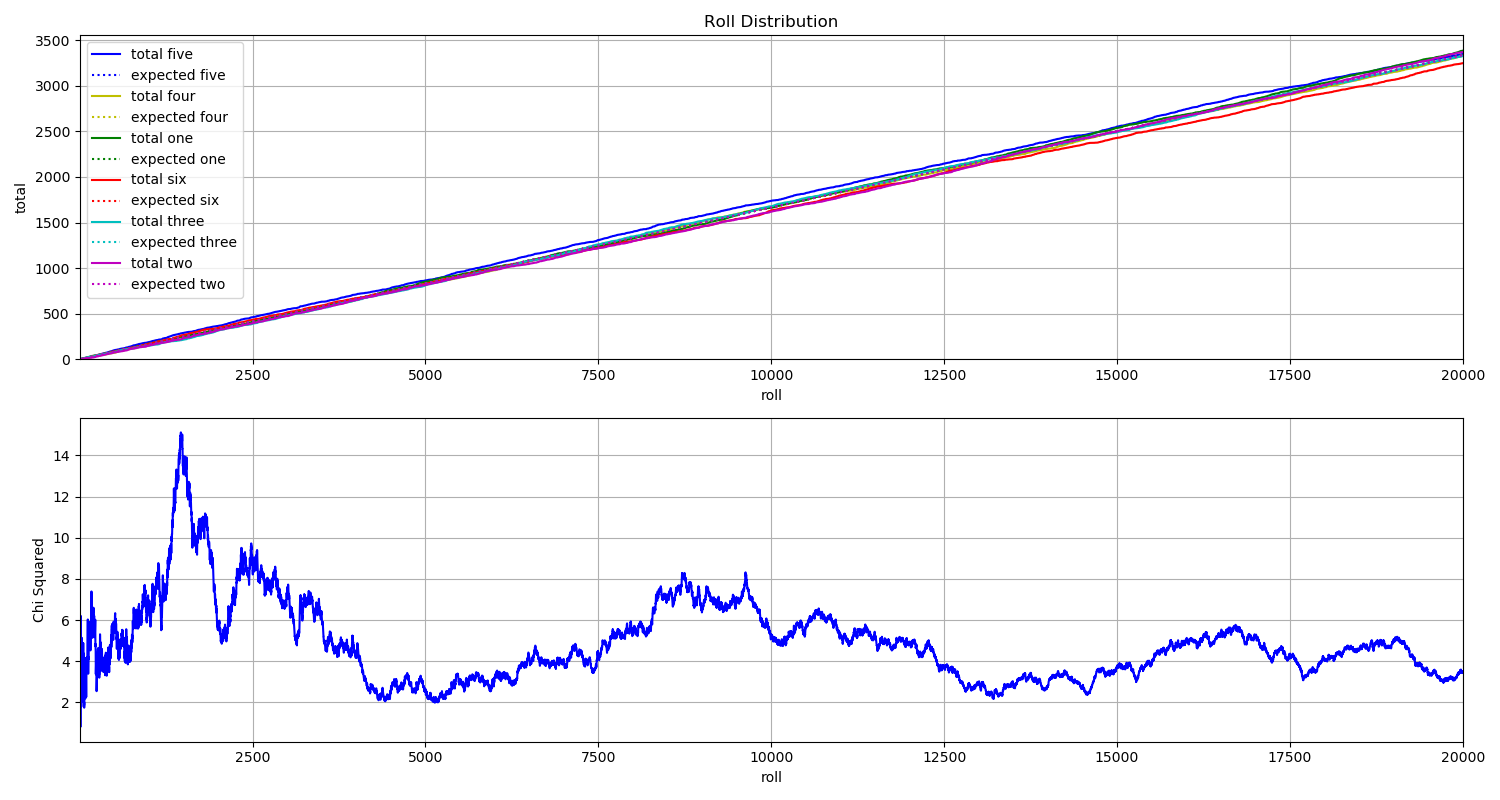 Roll Distribution
3500
3000
2500
2000
1500
1000
500
0
total
total five
expected five
total four
expected four
total one
expected one
total six
expected six
total three
expected three
total two
expected two
2500 5000 7500 10000 12500 15000 17500 20000
roll
14
12
10
8
6
4
2
Chi Squared
2500 5000 7500 10000 12500 15000 17500 20000
roll